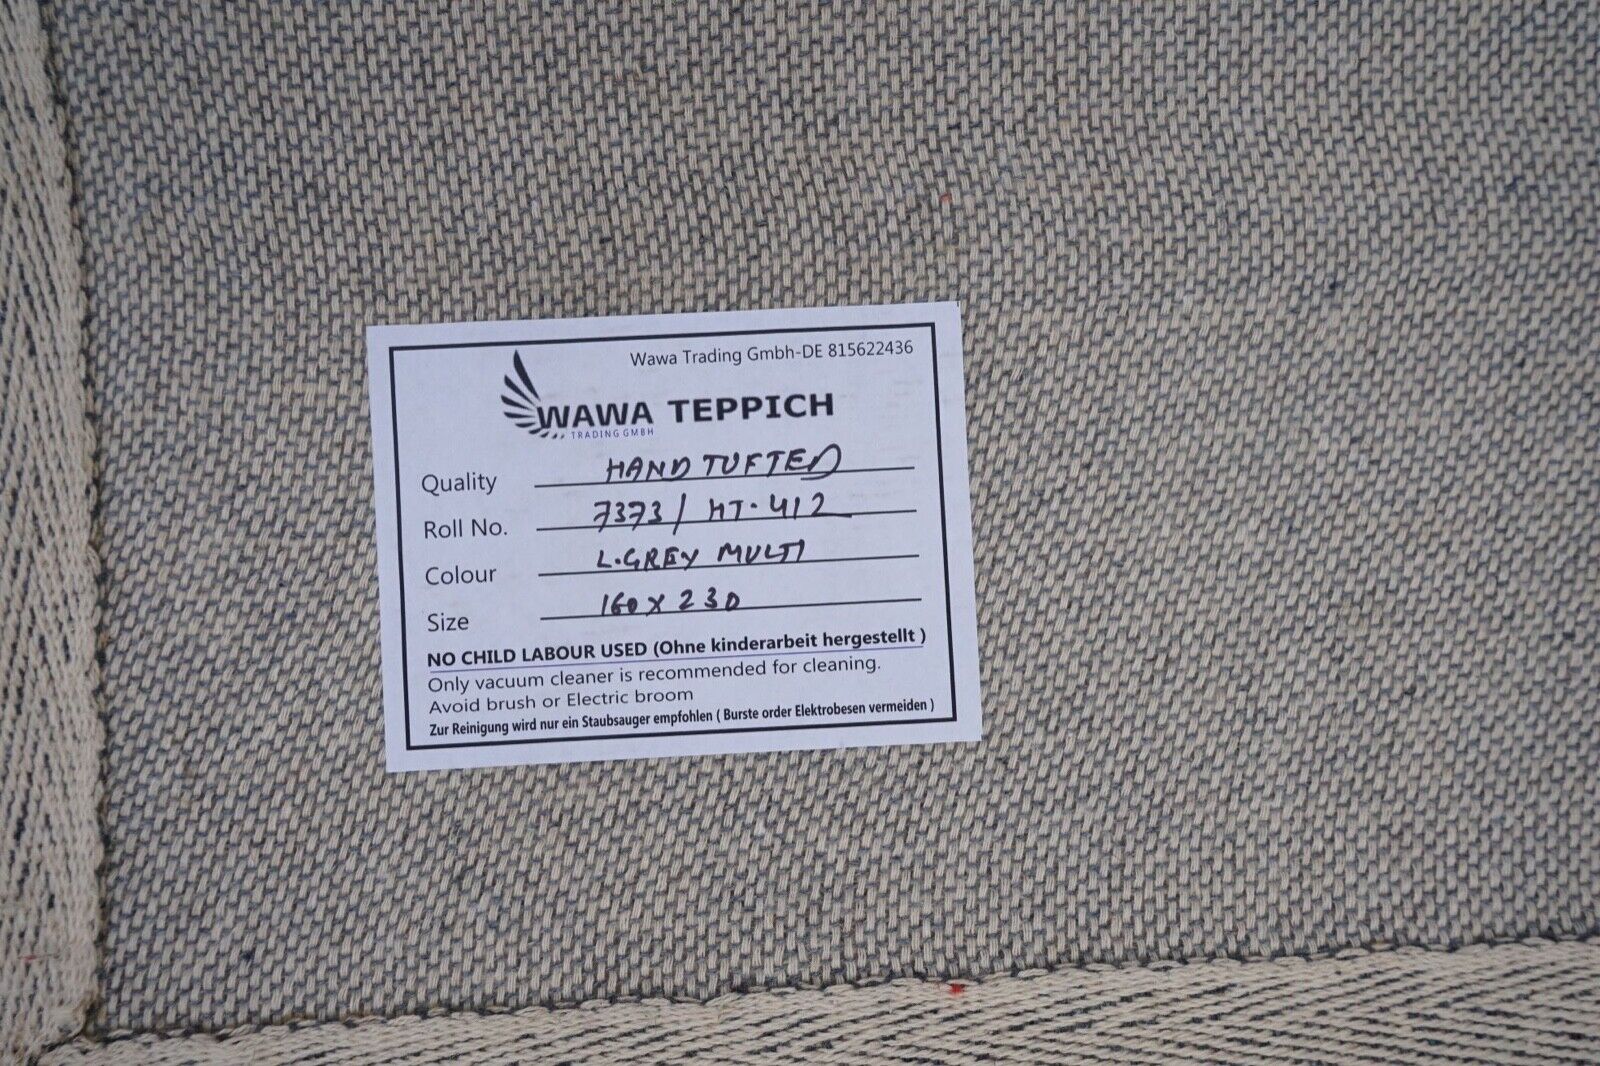 Wawa Trading Gmbh-DE 815622436
WAWA TEPPICH
TRADING GMBH
Quality HAND TUFTED
Roll No. 7373/ HT-412
Colour L.GREY MULTI
Size 160 X 230
NO CHILD LABOUR USED (Ohne kinderarbeit hergestellt )
Only vacuum cleaner is recommended for cleaning.
Avoid brush or Electric broom
Zur Reinigung wird nur ein Staubsauger empfohlen ( Burste order Elektrobesen vermeiden )